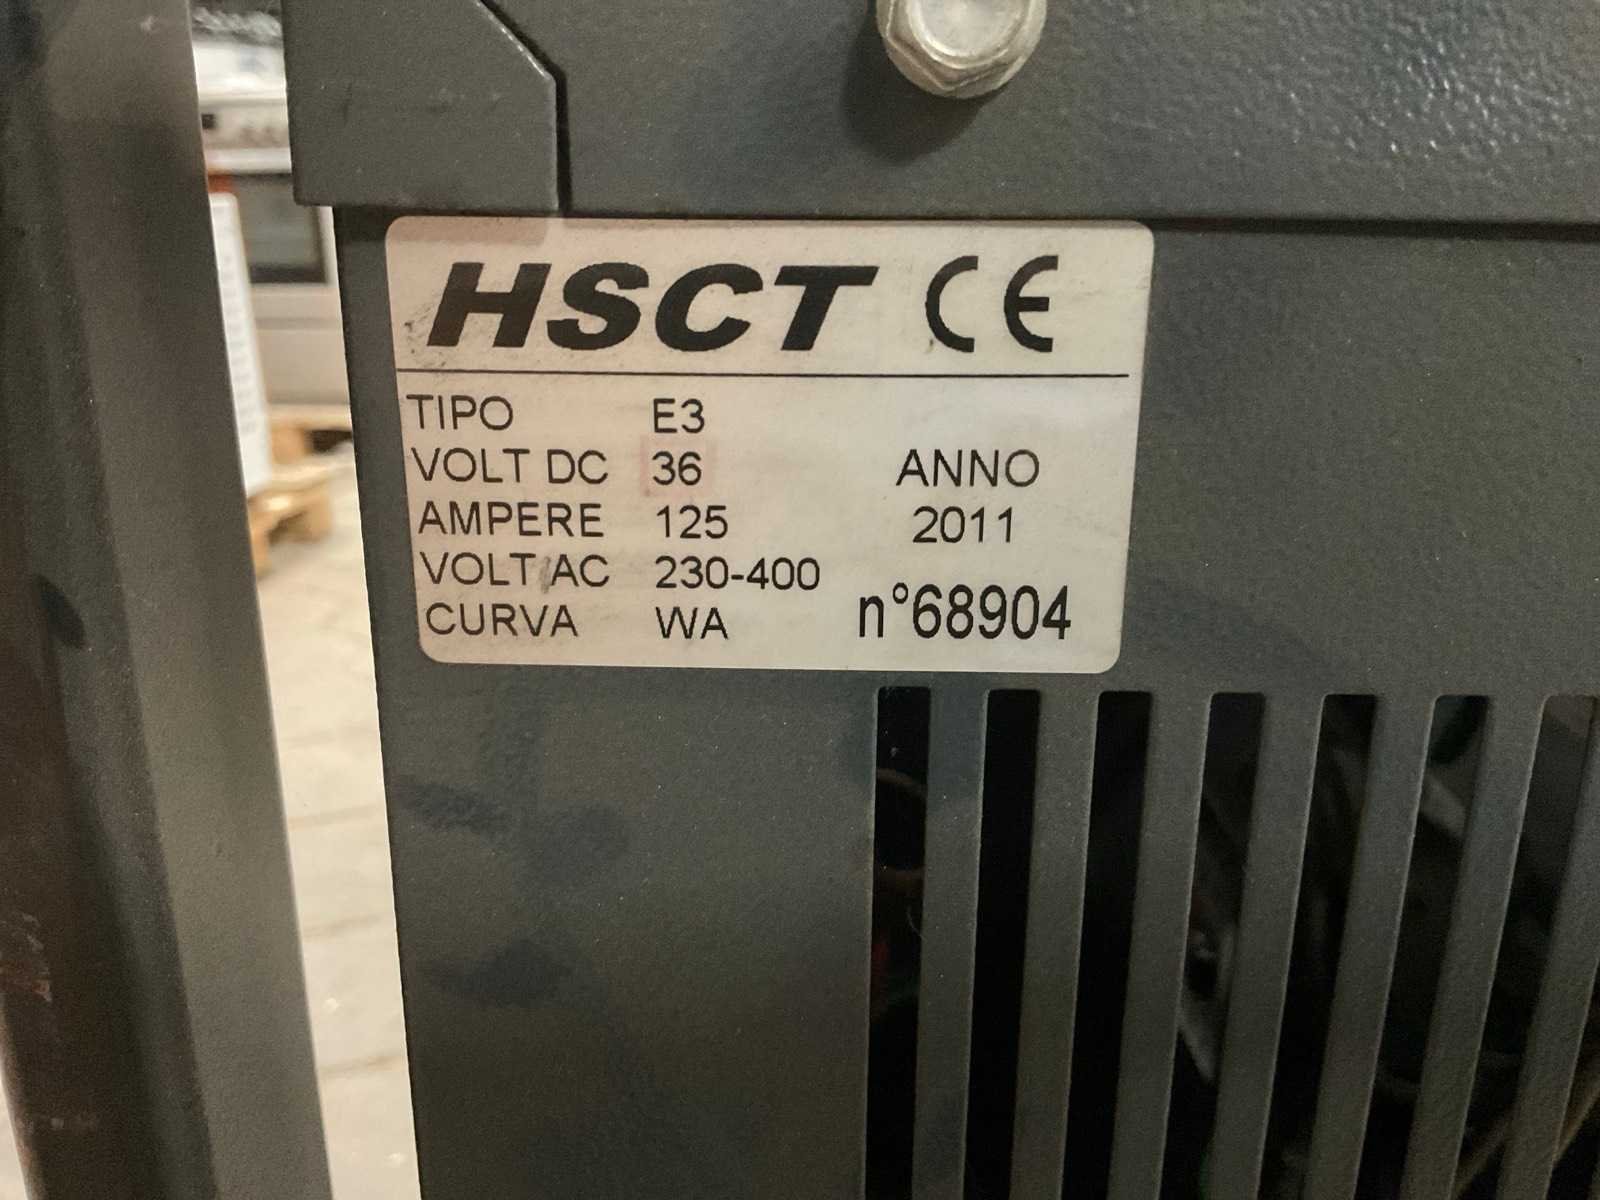 HSCT CE
TIPO E3
VOLT DC 36 ANNO
AMPERE 125 2011
VOLT AC 230-400
CURVA WA n°68904